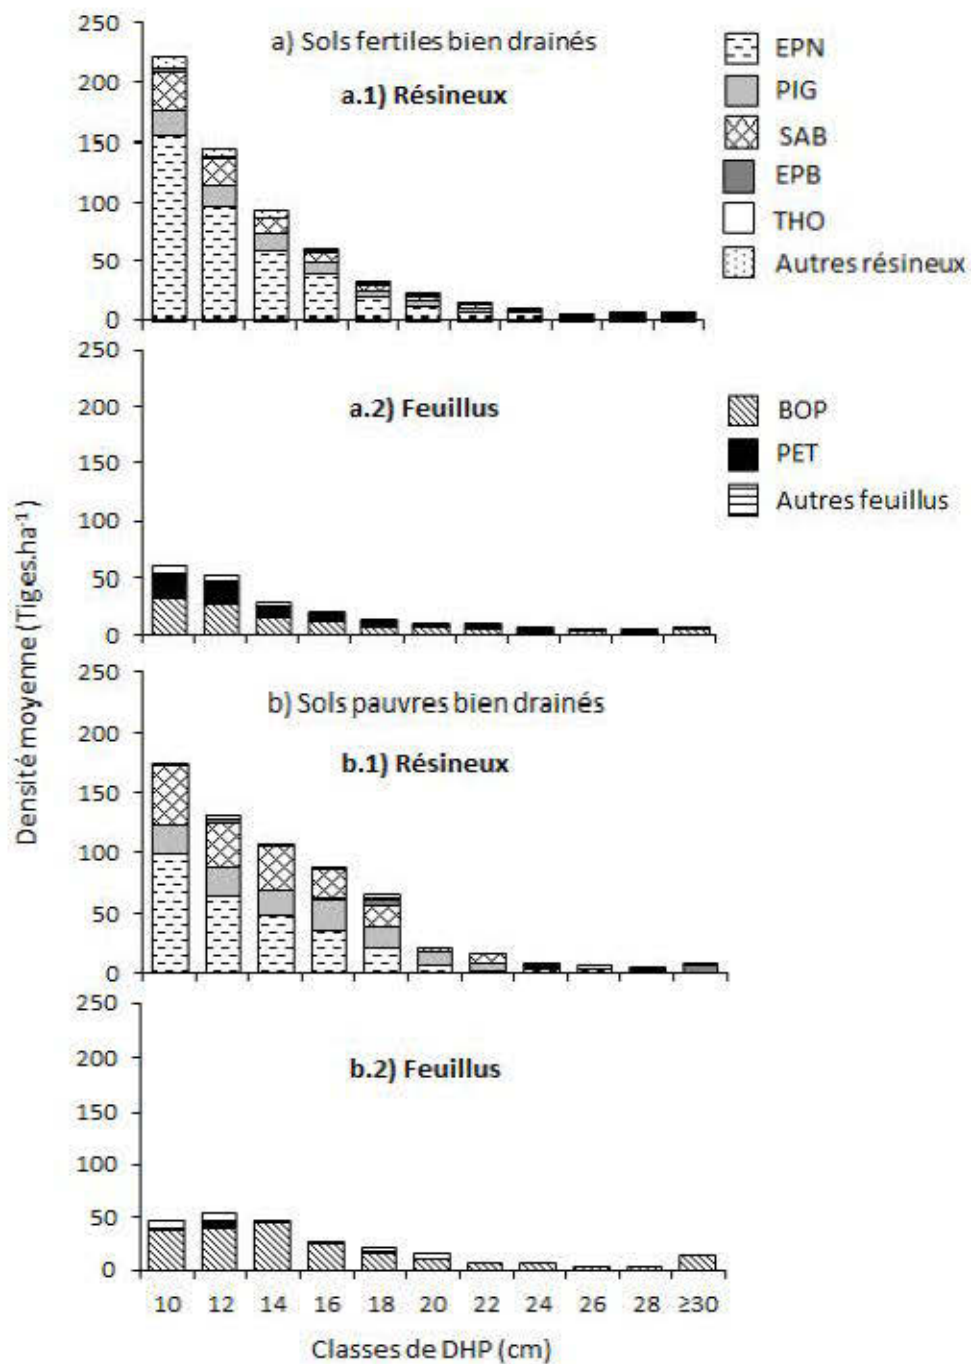 Densité moyenne (Tiges.ha⁻¹)
a) Sols fertiles bien drainés
a.1) Résineux
250
200
150
100
50
0
EPN
PIG
SAB
EPB
THO
Autres résineux
a.2) Feuillus
250
200
150
100
50
0
BOP
PET
Autres feuillus
b) Sols pauvres bien drainés
b.1) Résineux
250
200
150
100
50
0
b.2) Feuillus
250
200
150
100
50
0
10 12 14 16 18 20 22 24 26 28 ≥30
Classes de DHP (cm)